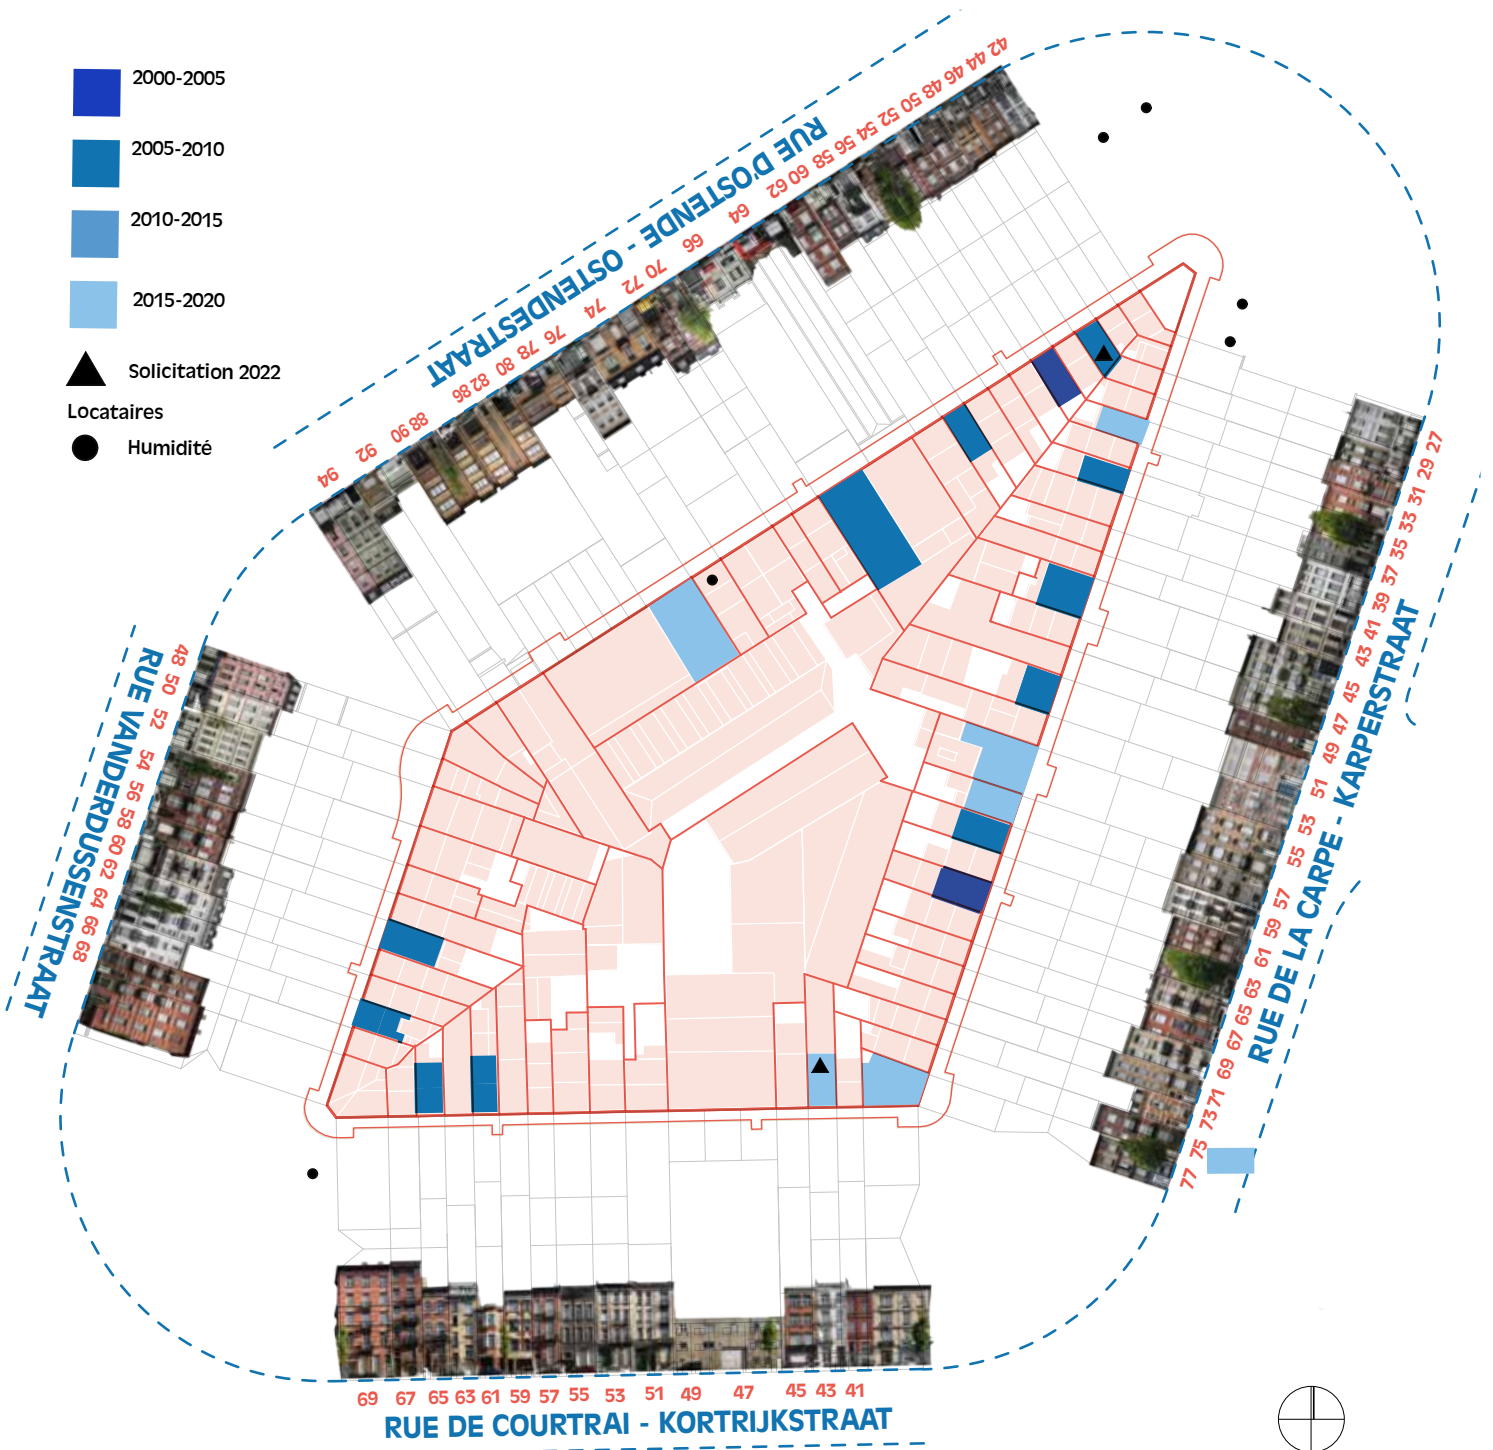 2000-2005
2005-2010
2010-2015
2015-2020
Solicitation 2022
Locataires
Humidité
RUE D'OSTENDE - OSTENDESTRAAT
42 44 44 46 48 50 52 54 56 58 60 62 64 66 70 72 74 76 78 80 82 86 88 90 92 94
RUE VANDERDUSSENSTRAAT
48 50 52 54 56 58 60 62 64 66 68
RUE DE LA CARPE - KARPERSTRAAT
27 29 31 33 35 37 39 41 43 45 47 49 51 53 55 57 59 61 63 65 67 69 71 73 75 77
69 67 65 63 61 59 57 55 53 51 49 47 45 43 41
RUE DE COURTRAI - KORTRIJKSTRAAT